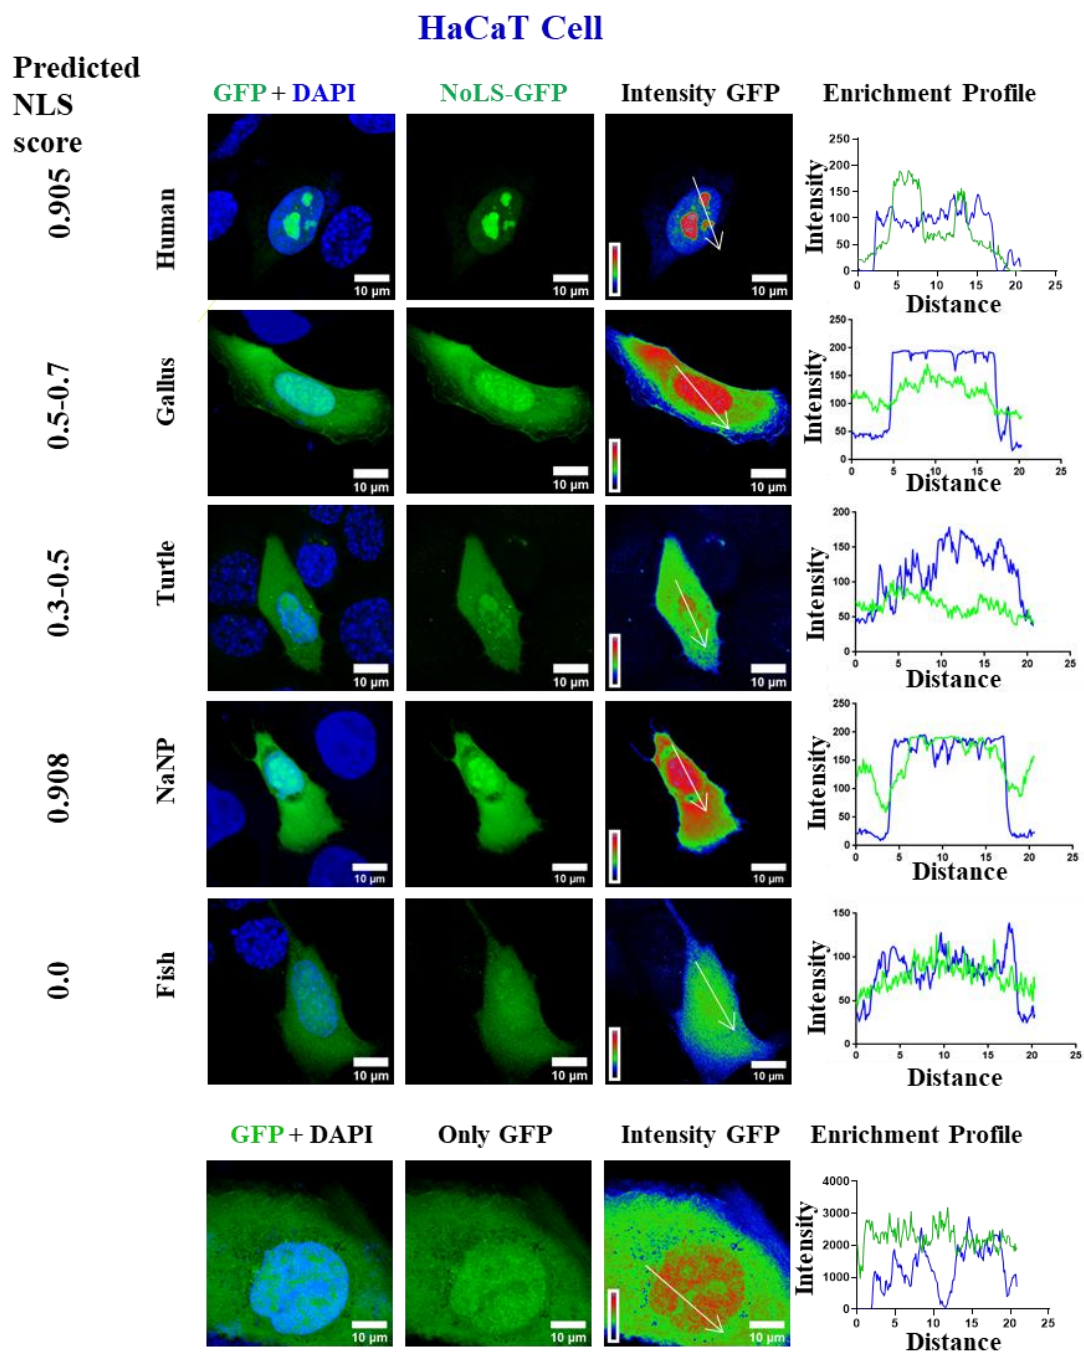 HaCaT Cell
Predicted
NLS
score
GFP + DAPI
NoLS-GFP
Intensity GFP
Enrichment Profile
0.905
Human
10 µm
10 µm
10 µm
Intensity
250
200
150
100
50
0
0 5 10 15 20 25
Distance
0.5-0.7
Gallus
10 µm
10 µm
10 µm
Intensity
250
200
150
100
50
0
0 5 10 15 20 25
Distance
0.3-0.5
Turtle
10 µm
10 µm
10 µm
Intensity
200
150
100
50
0
0 5 10 15 20 25
Distance
0.908
NaNP
10 µm
10 µm
10 µm
Intensity
250
200
150
100
50
0
0 5 10 15 20 25
Distance
0.0
Fish
10 µm
10 µm
10 µm
Intensity
150
100
50
0
0 5 10 15 20 25
Distance
GFP + DAPI
Only GFP
Intensity GFP
Enrichment Profile
10 µm
10 µm
10 µm
Intensity
4000
3000
2000
1000
0
0 5 10 15 20 25
Distance